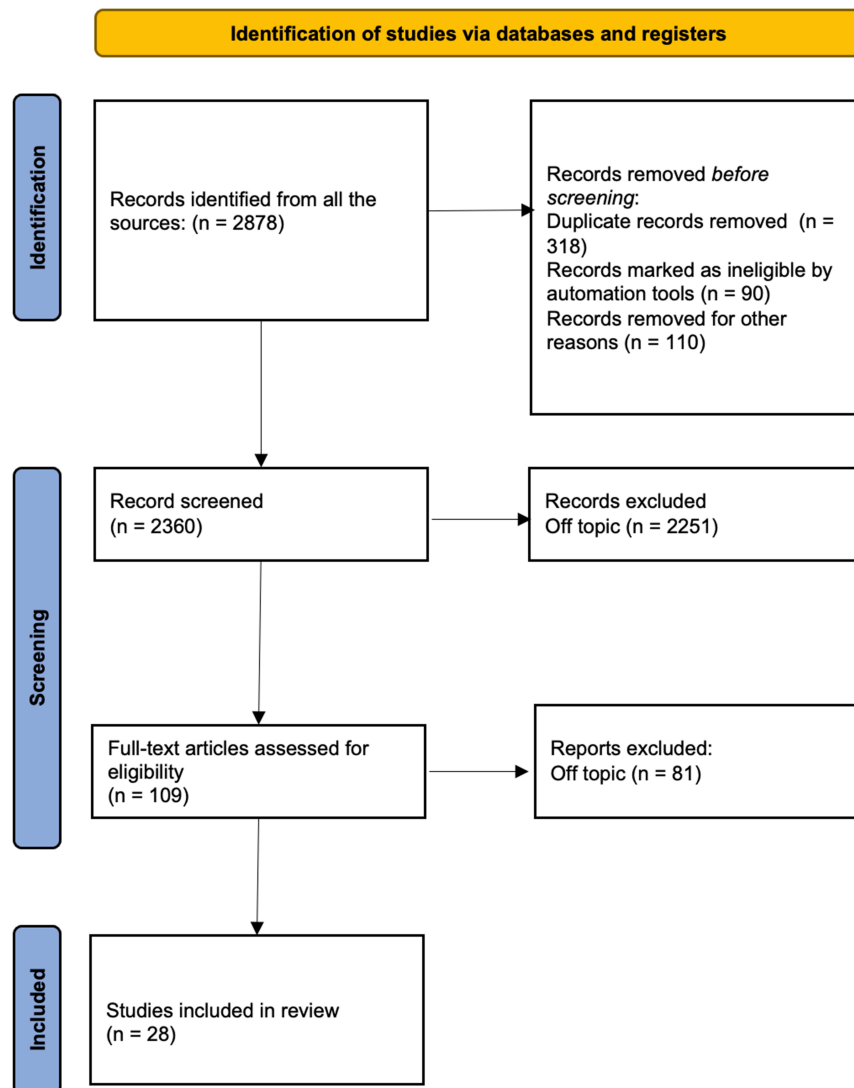 Identification of studies via databases and registers
Identification
Records identified from all the
sources: (n = 2878)
Records removed before
screening:
Duplicate records removed  (n =
318)
Records marked as ineligible by
automation tools (n = 90)
Records removed for other
reasons (n = 110)
Screening
Record screened
(n = 2360)
Records excluded
Off topic (n = 2251)
Full-text articles assessed for
eligibility
(n = 109)
Reports excluded:
Off topic (n = 81)
Included
Studies included in review
(n = 28)